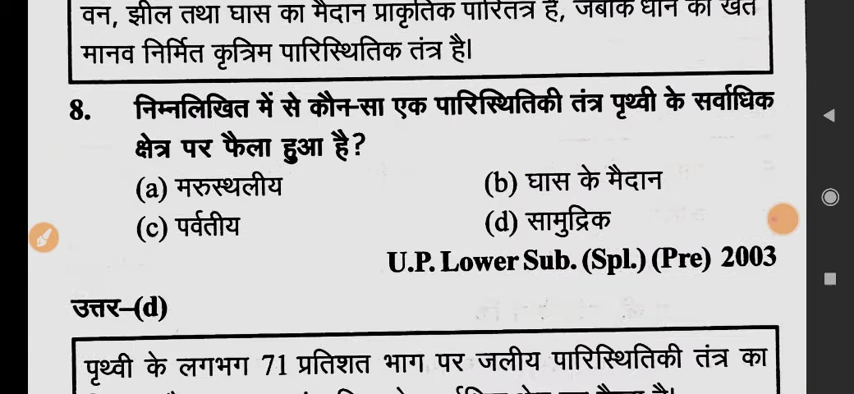 वन, झील तथा घास का मैदान प्राकृतिक पारितंत्र है, जबकि धान का खेत
मानव निर्मित कृत्रिम पारिस्थितिक तंत्र है।
8. निम्नलिखित में से कौन-सा एक पारिस्थितिकी तंत्र पृथ्वी के सर्वाधिक
क्षेत्र पर फैला हुआ है?
(a) मरुस्थलीय (b) घास के मैदान
(c) पर्वतीय (d) सामुद्रिक
U.P. Lower Sub. (Spl.) (Pre) 2003
उत्तर–(d)
पृथ्वी के लगभग 71 प्रतिशत भाग पर जलीय पारिस्थितिकी तंत्र का